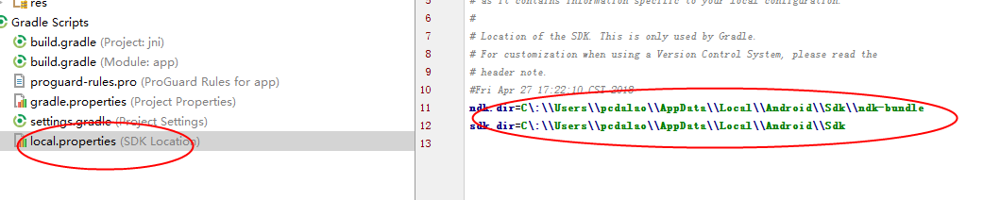 res
Gradle Scripts
build.gradle (Project: jni)
build.gradle (Module: app)
proguard-rules.pro (ProGuard Rules for app)
gradle.properties (Project Properties)
settings.gradle (Project Settings)
local.properties (SDK Location)
5 # as it contains information specific to your local configuration.
6 #
7 # Location of the SDK. This is only used by Gradle.
8 # For customization when using a Version Control System, please read the
9 # header note.
10 #Fri Apr 27 17:22:10 CST 2018
11 ndk.dir=C\:\\Users\\pcdalso\\AppData\\Local\\Android\\Sdk\\ndk-bundle
12 sdk.dir=C\:\\Users\\pcdalso\\AppData\\Local\\Android\\Sdk
13